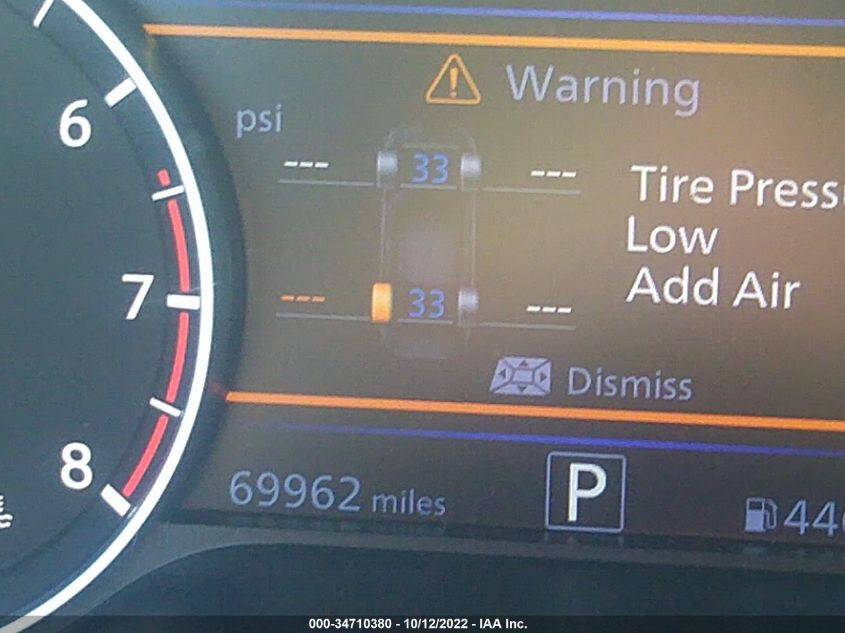 6
7
8
Warning
psi
--- 33 ---
--- 33 ---
Tire Pressu
Low
Add Air
Dismiss
69962 miles
P
44
000-34710380 - 10/12/2022 - IAA Inc.